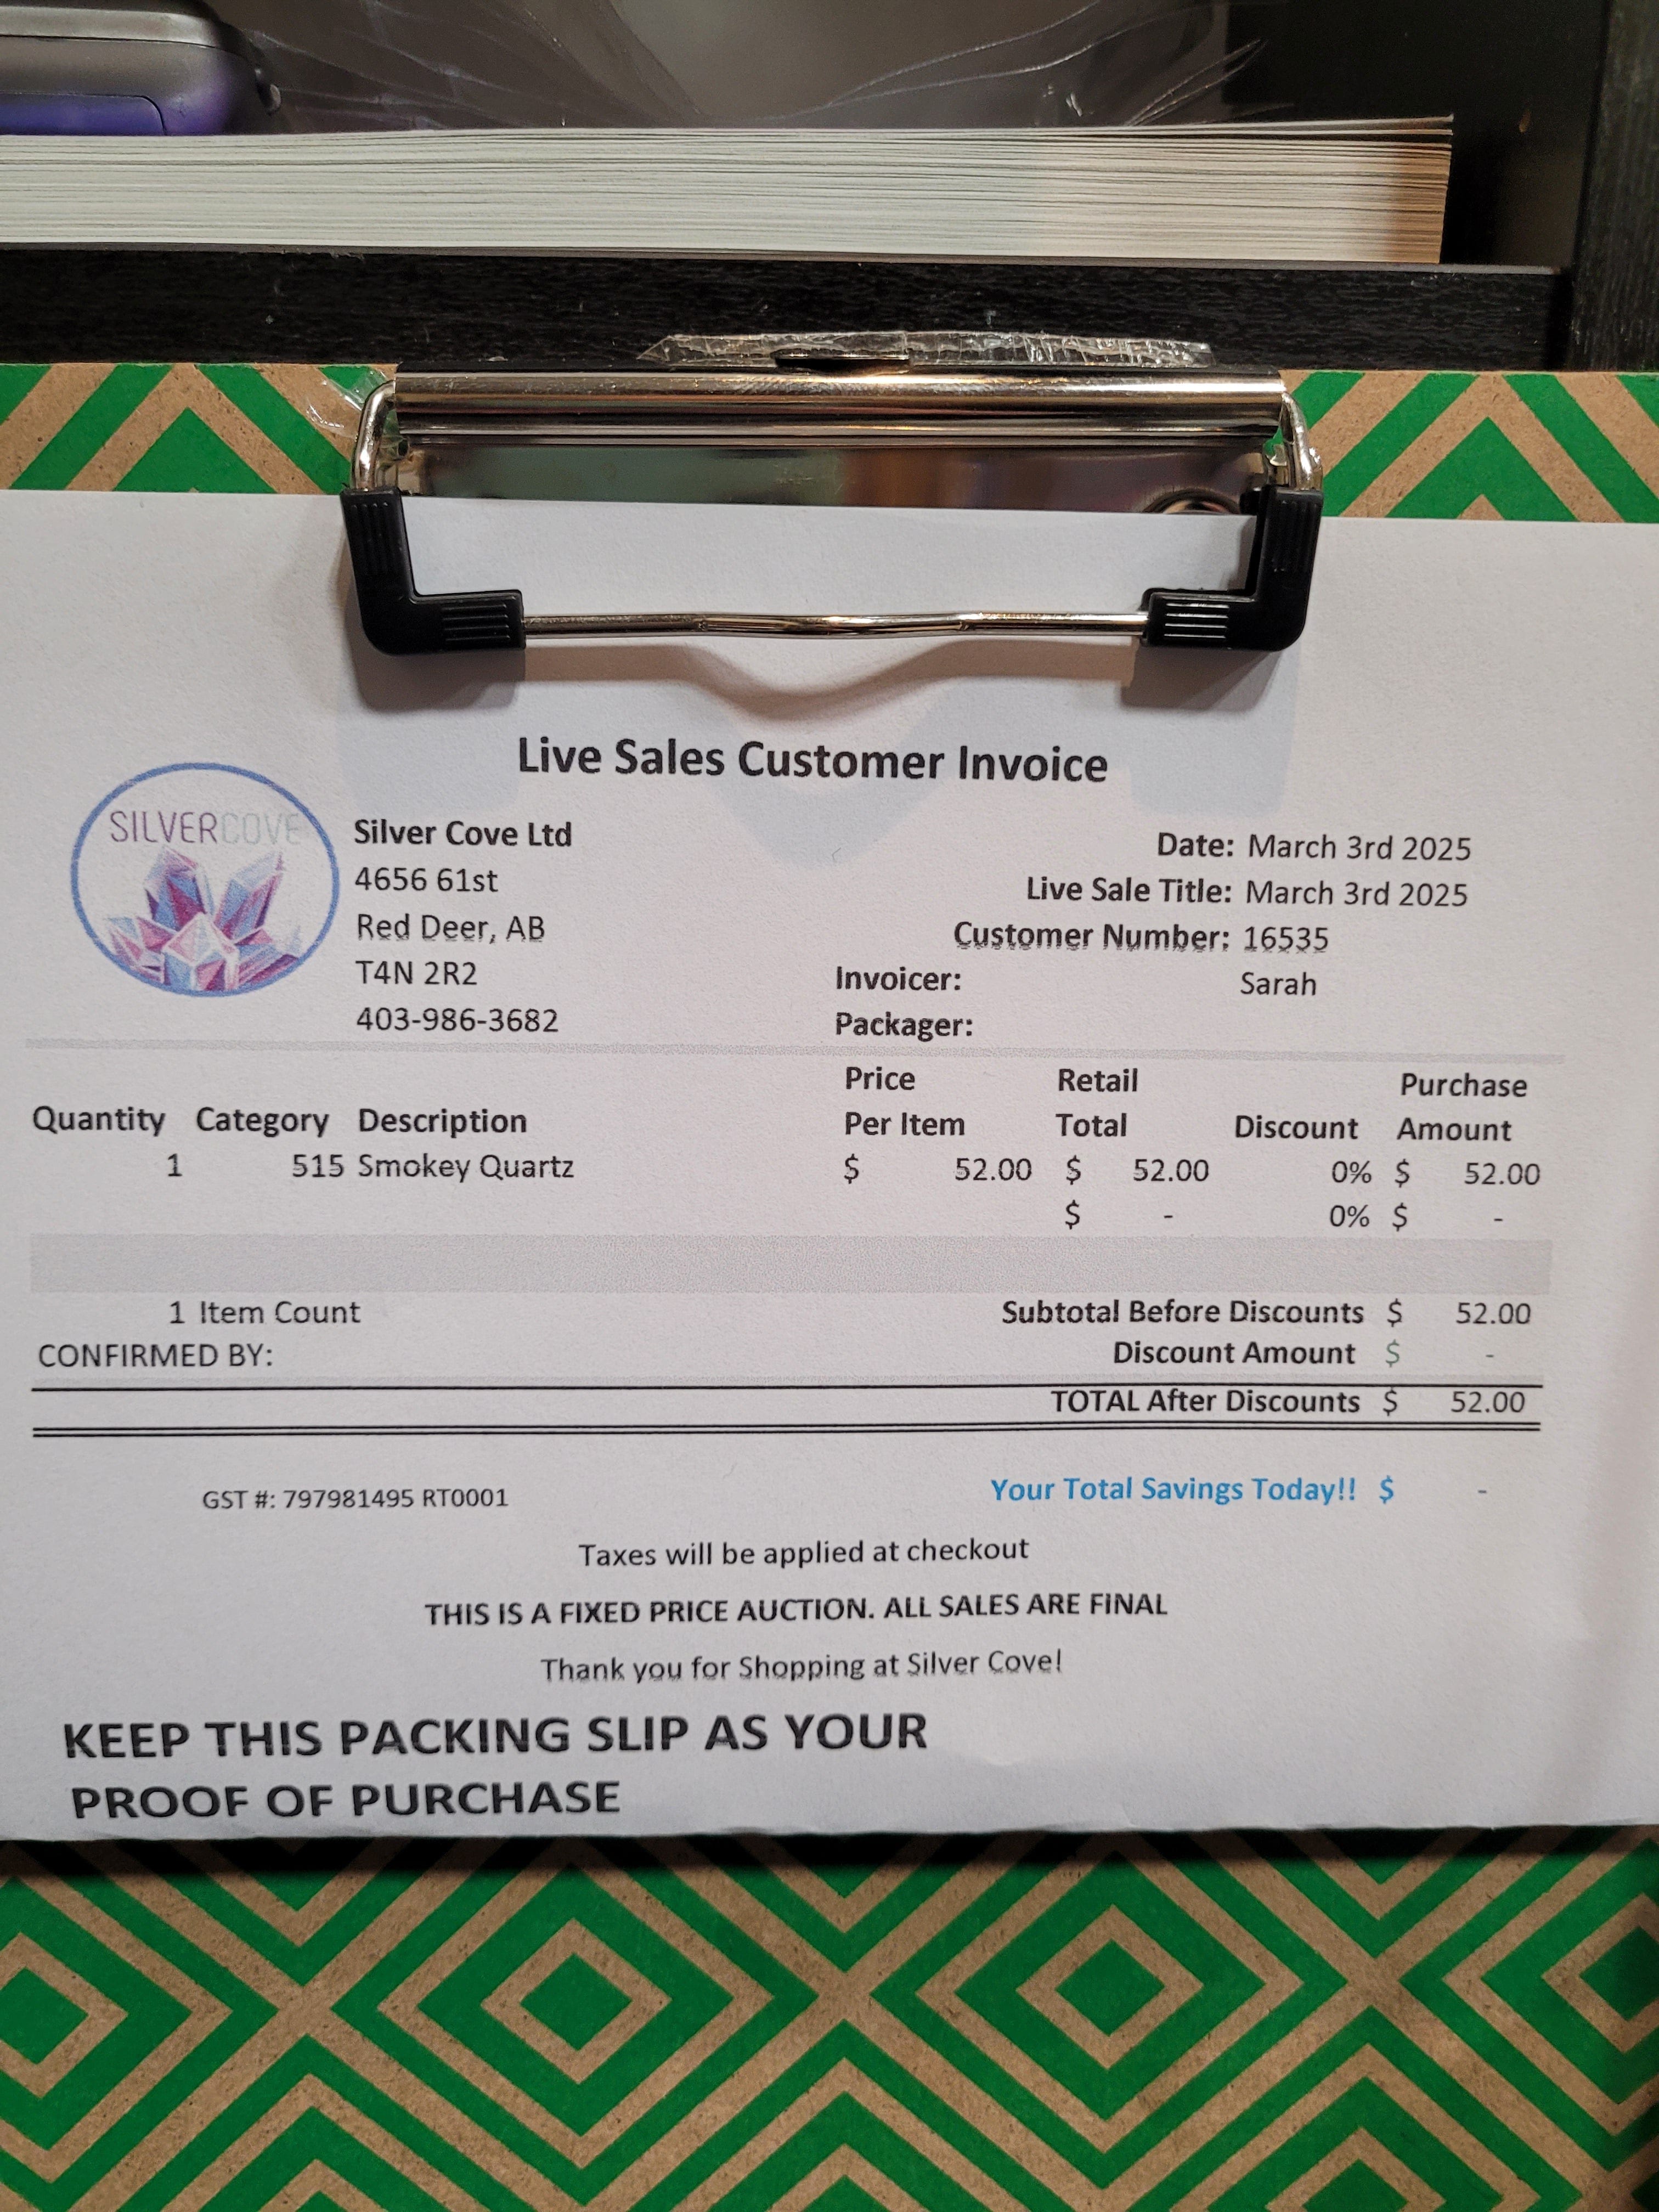 Live Sales Customer Invoice
SILVERCOVE
Silver Cove Ltd
4656 61st
Red Deer, AB
T4N 2R2
403-986-3682
Date: March 3rd 2025
Live Sale Title: March 3rd 2025
Customer Number: 16535
Invoicer: Sarah
Packager:
Quantity Category Description Price Per Item Retail Total Discount Purchase Amount
1 515 Smokey Quartz $ 52.00 $ 52.00 0% $ 52.00
$ - 0% $ -
1 Item Count Subtotal Before Discounts $ 52.00
CONFIRMED BY: Discount Amount $ -
TOTAL After Discounts $ 52.00
GST #: 797981495 RT0001 Your Total Savings Today!! $ -
Taxes will be applied at checkout
THIS IS A FIXED PRICE AUCTION. ALL SALES ARE FINAL
Thank you for Shopping at Silver Cove!
KEEP THIS PACKING SLIP AS YOUR
PROOF OF PURCHASE